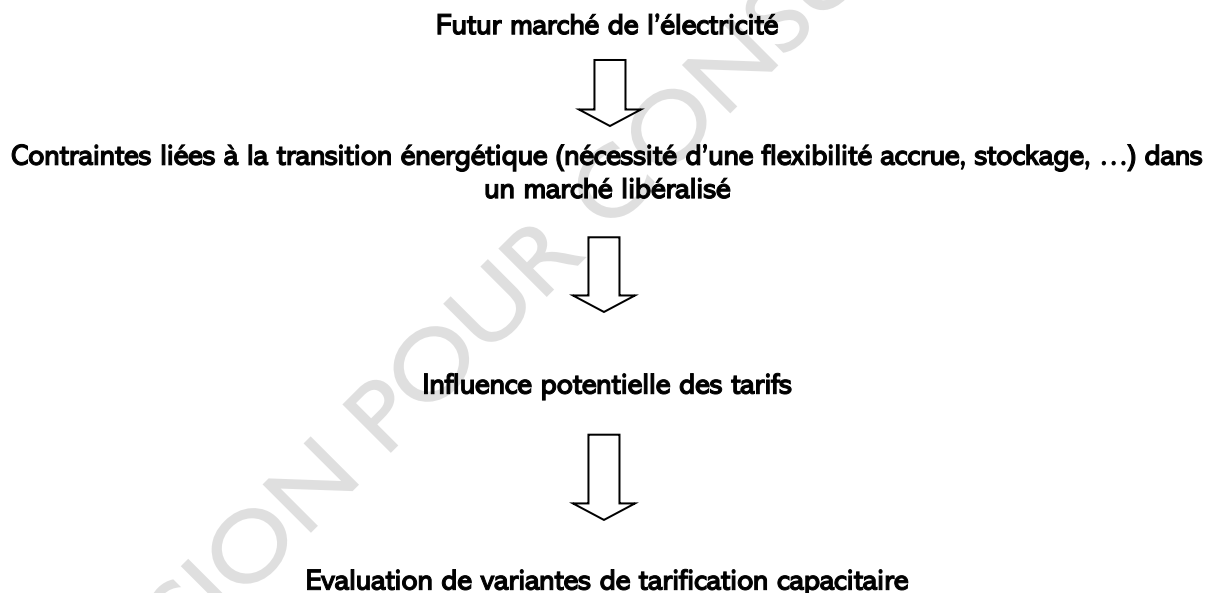 Futur marché de l'électricité
Contraintes liées à la transition énergétique (nécessité d'une flexibilité accrue, stockage, …) dans
un marché libéralisé
Influence potentielle des tarifs
Evaluation de variantes de tarification capacitaire